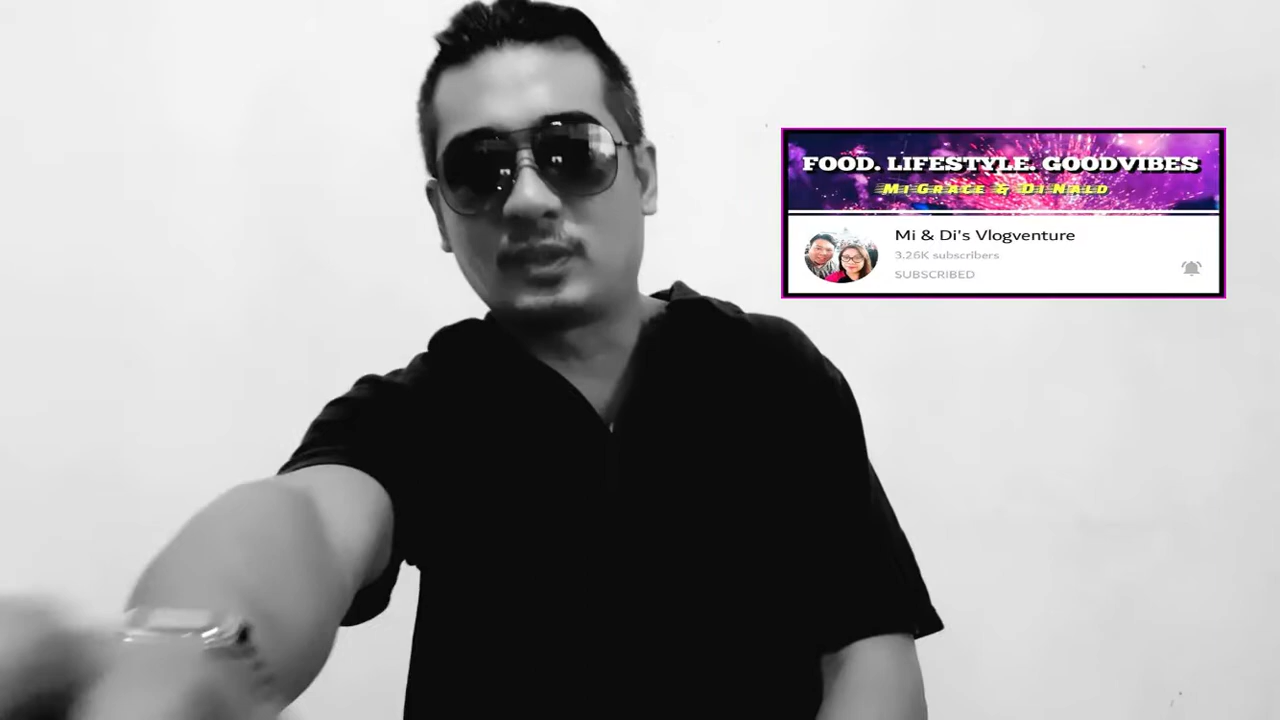 FOOD. LIFESTYLE. GOODVIBES
Mi Grace & Di Nald
Mi & Di's Vlogventure
3.26K subscribers
SUBSCRIBED